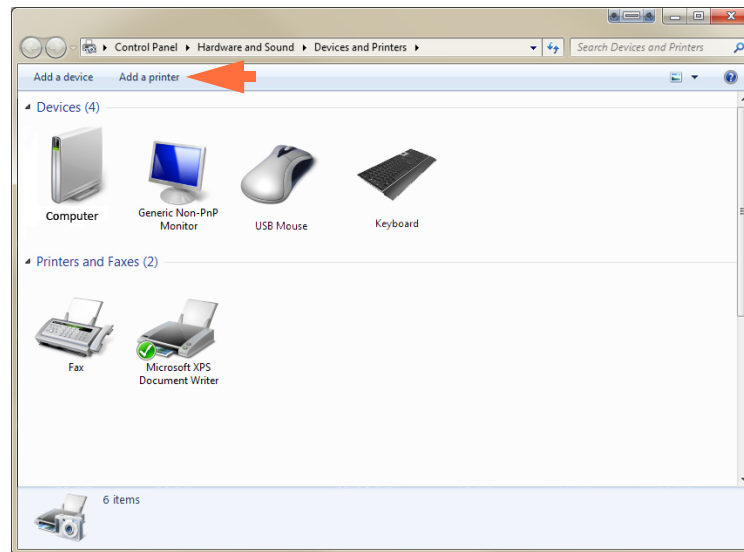 Control Panel Hardware and Sound Devices and Printers Search Devices and Printers
Add a device Add a printer
Devices (4)
Computer
Generic Non-PnP
Monitor
USB Mouse
Keyboard
Printers and Faxes (2)
Fax
Microsoft XPS
Document Writer
6 items